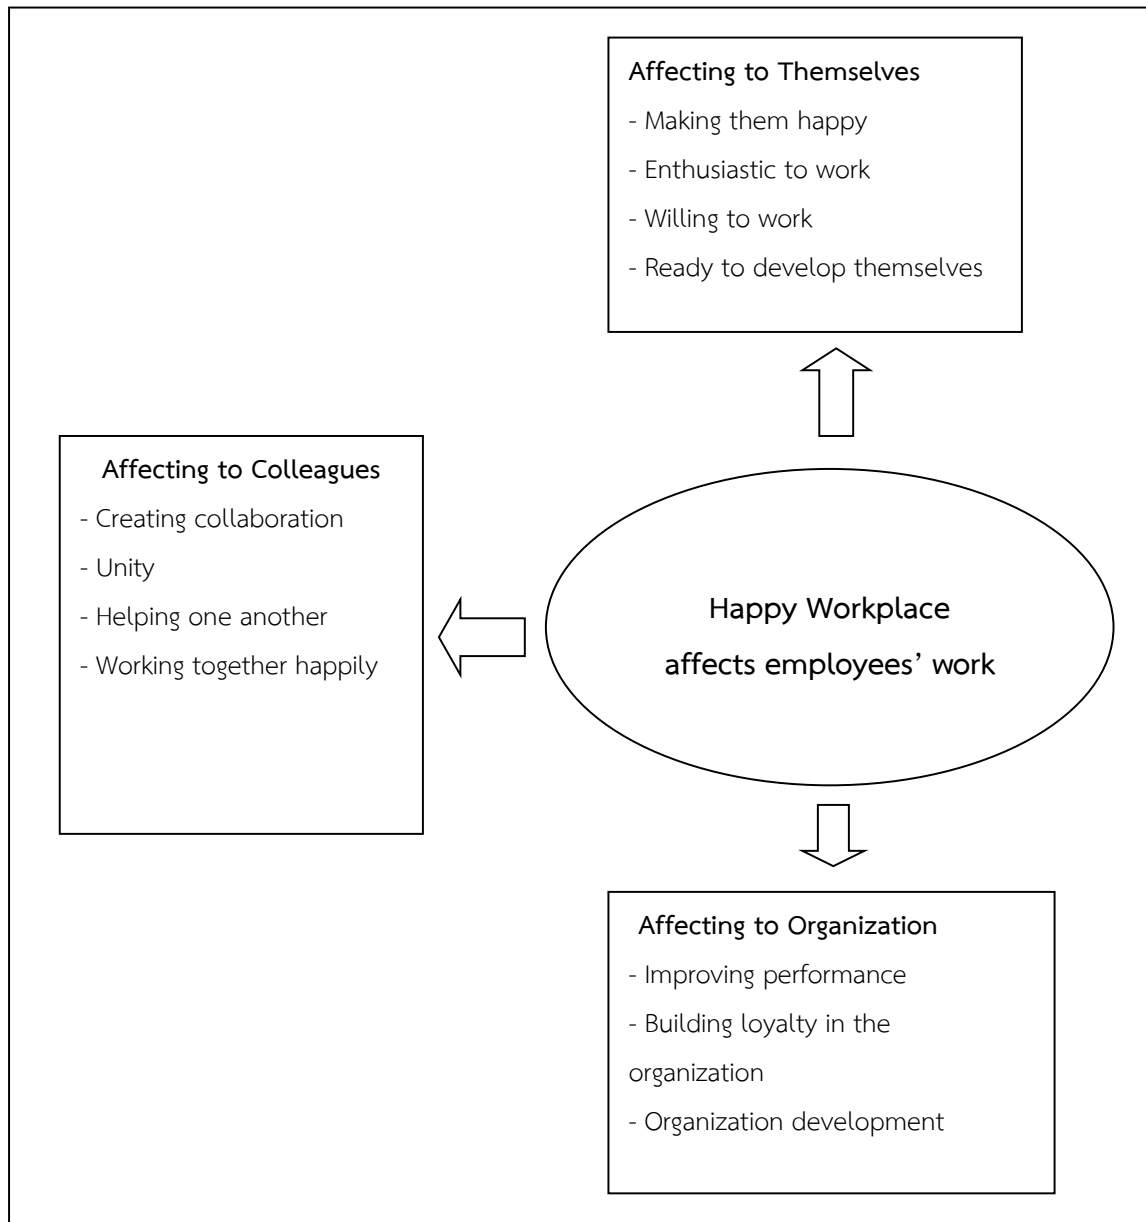 Affecting to Themselves
- Making them happy
- Enthusiastic to work
- Willing to work
- Ready to develop themselves
Affecting to Colleagues
- Creating collaboration
- Unity
- Helping one another
- Working together happily
Happy Workplace
affects employees’ work
Affecting to Organization
- Improving performance
- Building loyalty in the
organization
- Organization development